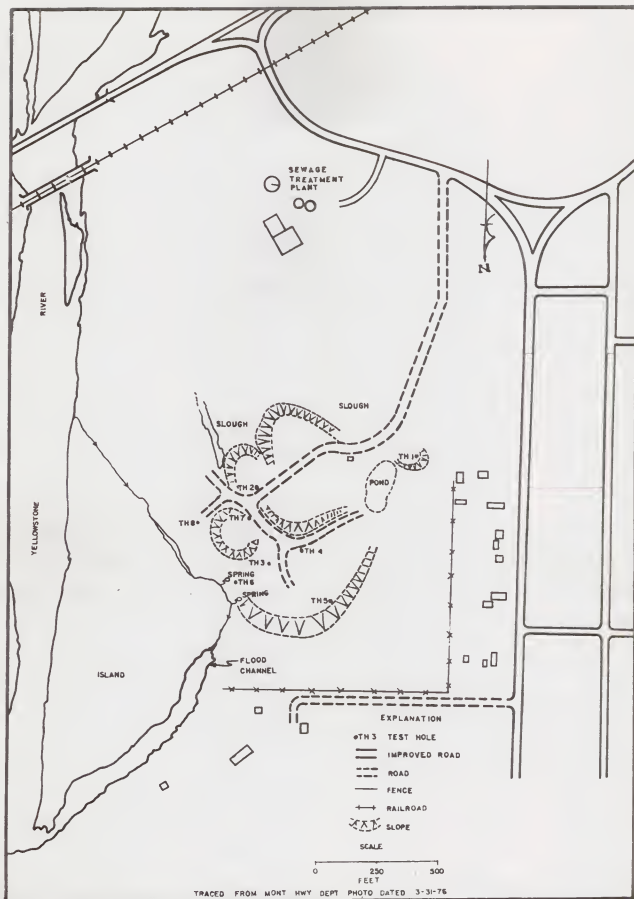 SEWAGE
TREATMENT
PLANT
N
RIVER
SLOUGH
SLOUGH
TH 1
POND
TH 2
TH 8
TH 7
TH 4
TH 3
SPRING
TH 6
SPRING
TH 5
YELLOWSTONE
FLOOD
CHANNEL
ISLAND
EXPLANATION
TH 3 TEST HOLE
IMPROVED ROAD
ROAD
FENCE
RAILROAD
SLOPE
SCALE
0 250 500
FEET
TRACED FROM MONT HWY DEPT PHOTO DATED 3-31-76